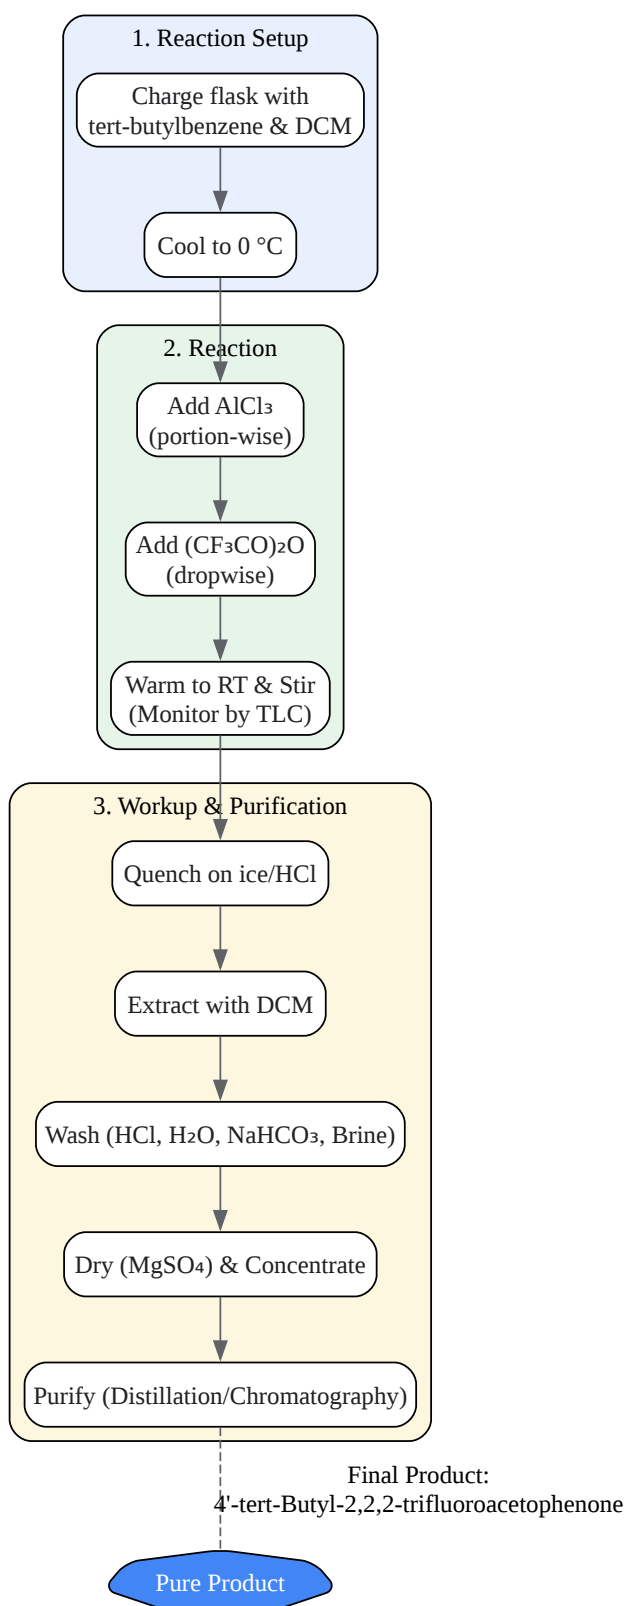 1. Reaction Setup
Charge flask with
tert-butylbenzene & DCM
Cool to 0 °C
2. Reaction
Add AlCl₃
(portion-wise)
Add (CF₃CO)₂O
(dropwise)
Warm to RT & Stir
(Monitor by TLC)
3. Workup & Purification
Quench on ice/HCl
Extract with DCM
Wash (HCl, H₂O, NaHCO₃, Brine)
Dry (MgSO₄) & Concentrate
Purify (Distillation/Chromatography)
Final Product:
4'-tert-Butyl-2,2,2-trifluoroacetophenone
Pure Product